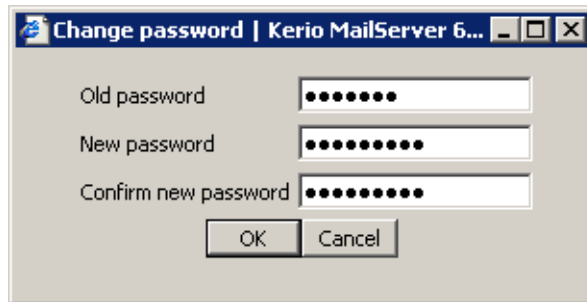 Change password | Kerio MailServer 6...
Old password •••••••
New password •••••••••
Confirm new password •••••••••
OK Cancel